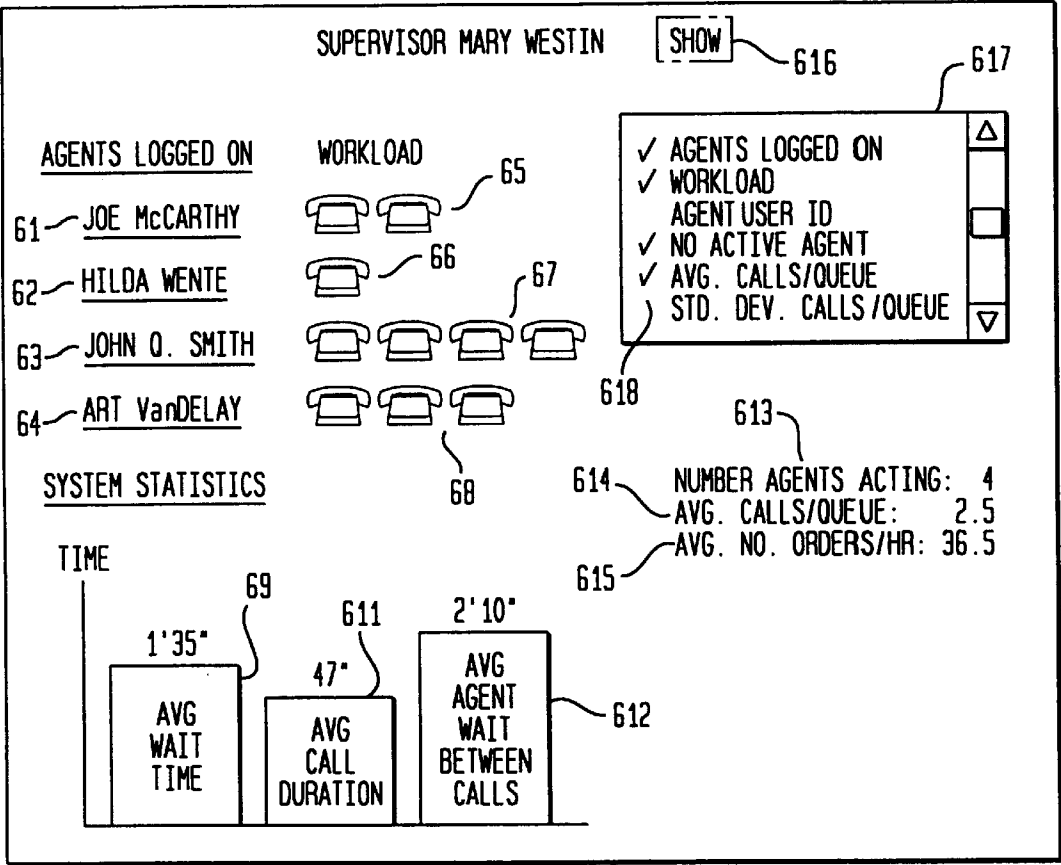 SUPERVISOR MARY WESTIN
SHOW
616
617
AGENTS LOGGED ON
WORKLOAD
✓ AGENTS LOGGED ON
✓ WORKLOAD
AGENT USER ID
✓ NO ACTIVE AGENT
✓ AVG. CALLS/QUEUE
STD. DEV. CALLS/QUEUE
618
61
JOE McCARTHY
65
62
HILDA WENTE
66
63
JOHN Q. SMITH
67
64
ART VanDELAY
68
613
NUMBER AGENTS ACTING: 4
614
AVG. CALLS/QUEUE: 2.5
615
AVG. NO. ORDERS/HR: 36.5
SYSTEM STATISTICS
TIME
1'35"
69
AVG
WAIT
TIME
47"
611
AVG
CALL
DURATION
2'10"
AVG
AGENT
WAIT
BETWEEN
CALLS
612